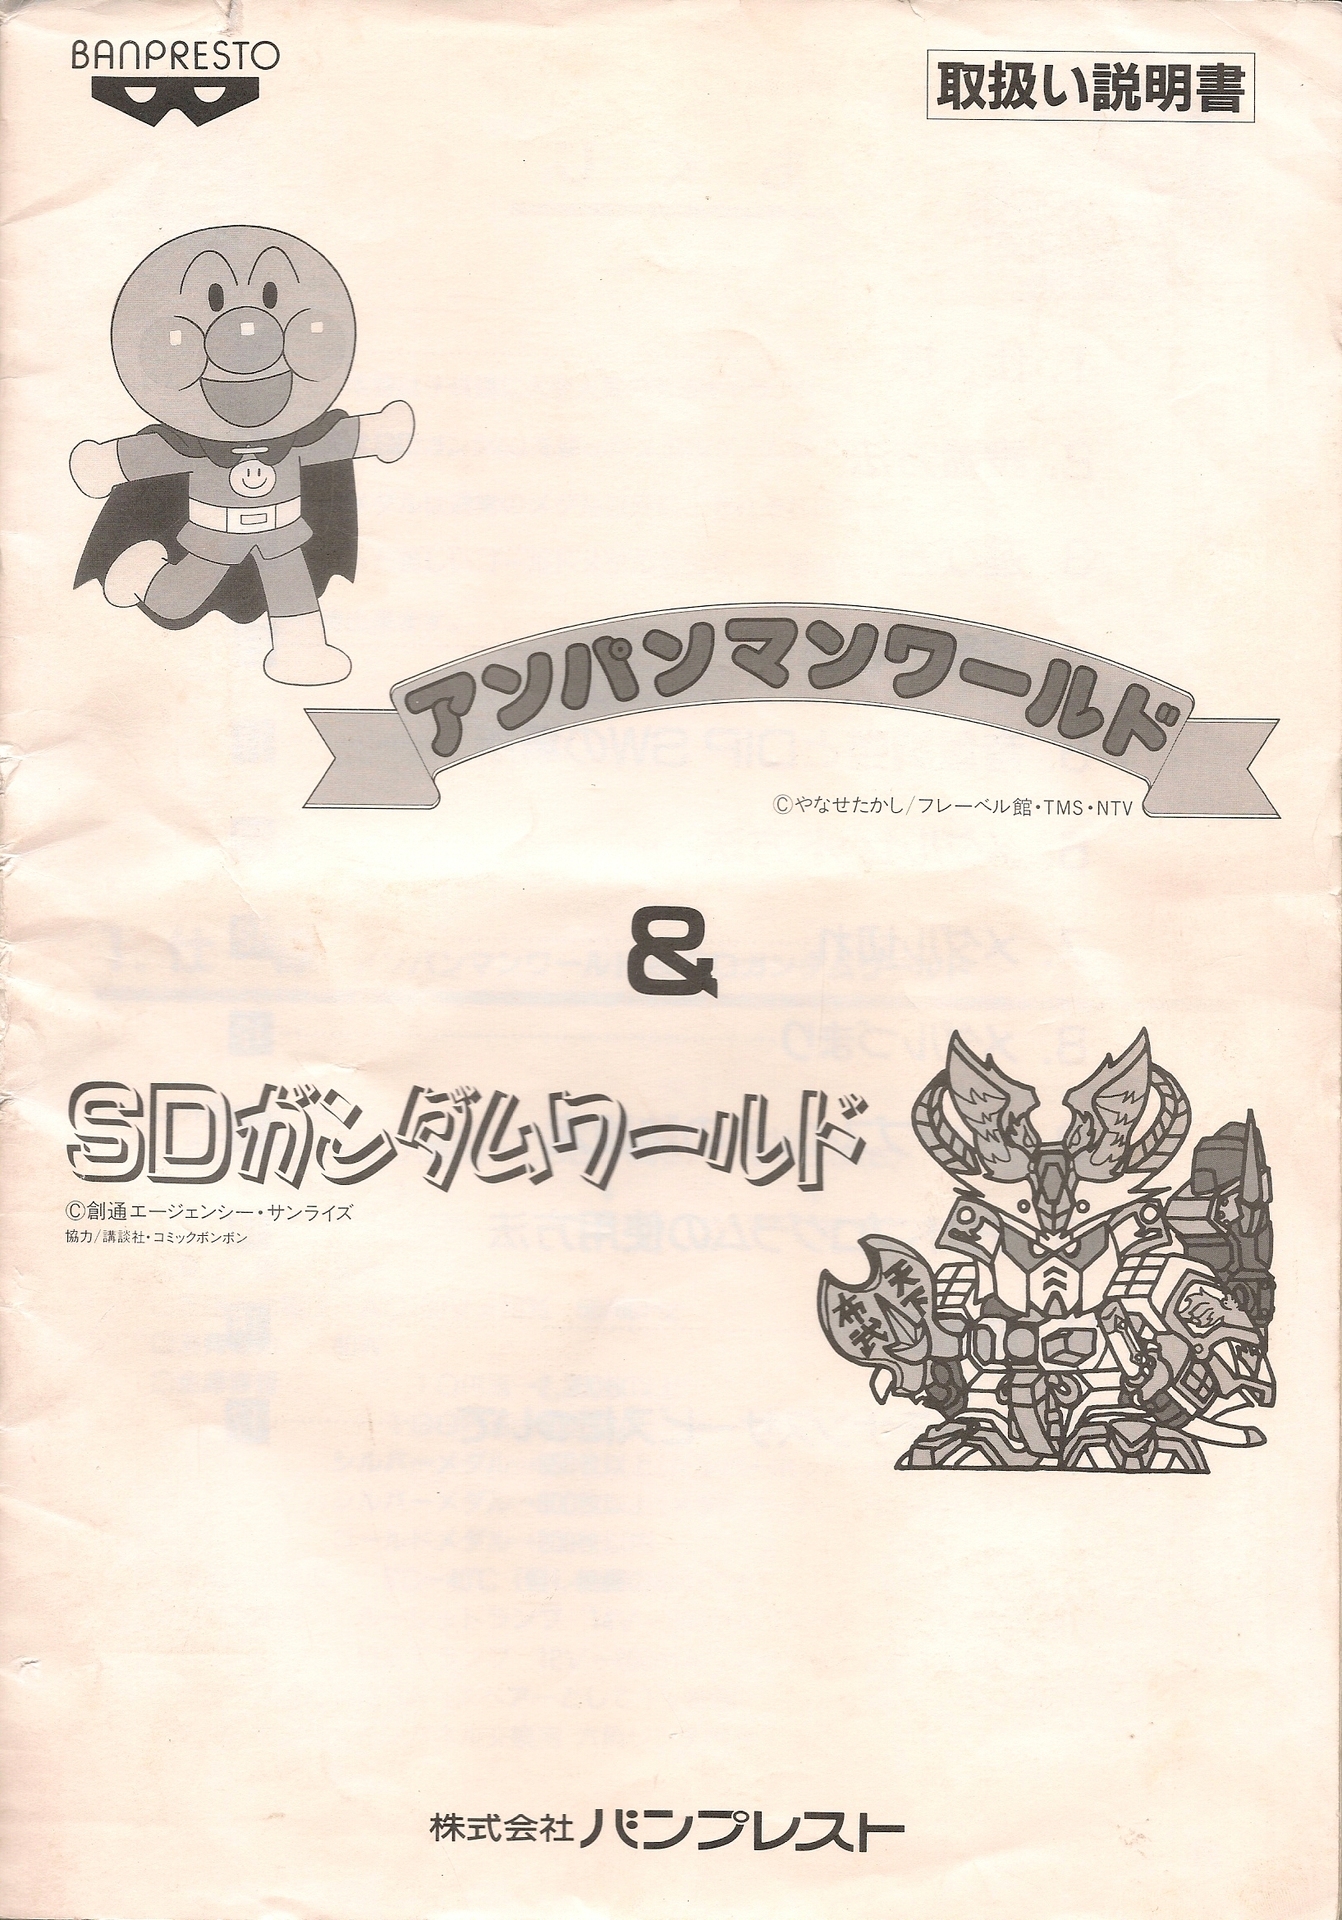 BANPRESTO
取扱い説明書
アンパンマンワールド
©やなせたかし/フレーベル館・TMS・NTV
&
SDガンダムワールド
©創通エージェンシー・サンライズ
協力/講談社・コミックボンボン
天下
布武
株式会社バンプレスト